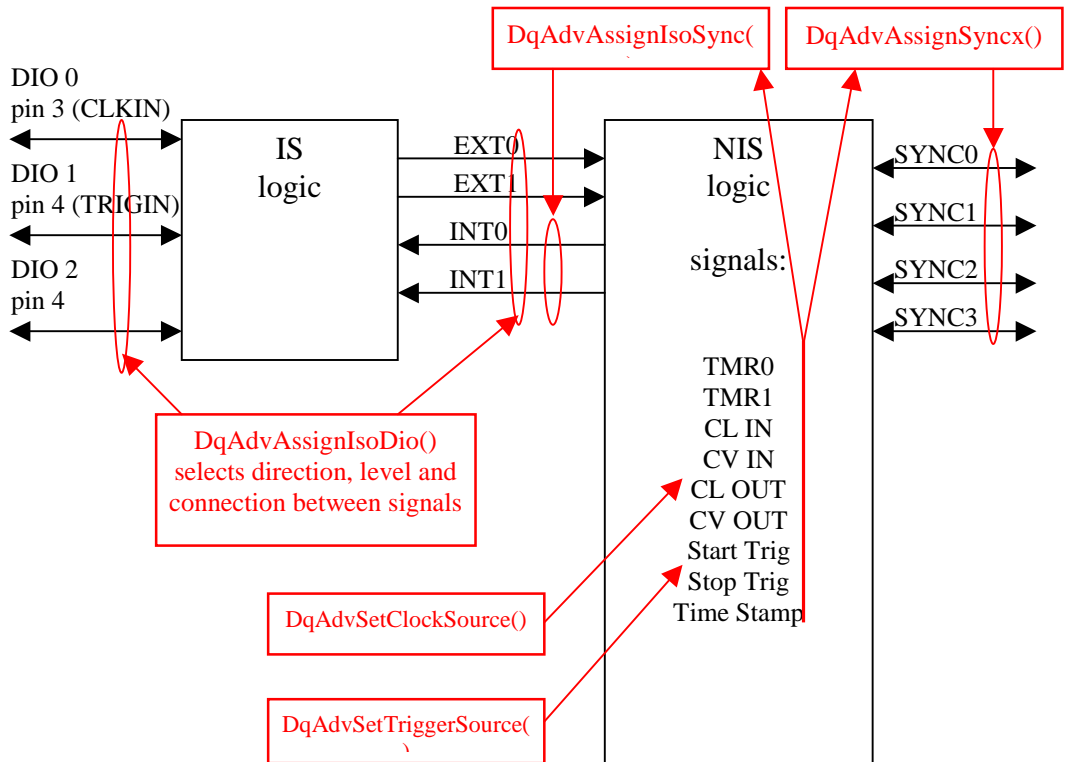 DqAdvAssignIsoSync(
)
DqAdvAssignSyncx()
DIO 0
pin 3 (CLKIN)
DIO 1
pin 4 (TRIGIN)
DIO 2
pin 4
IS
logic
EXT0
EXT1
INT0
INT1
NIS
logic
signals:
SYNC0
SYNC1
SYNC2
SYNC3
TMR0
TMR1
CL IN
CV IN
CL OUT
CV OUT
Start Trig
Stop Trig
Time Stamp
DqAdvAssignIsoDio()
selects direction, level and
connection between signals
DqAdvSetClockSource()
DqAdvSetTriggerSource(
)